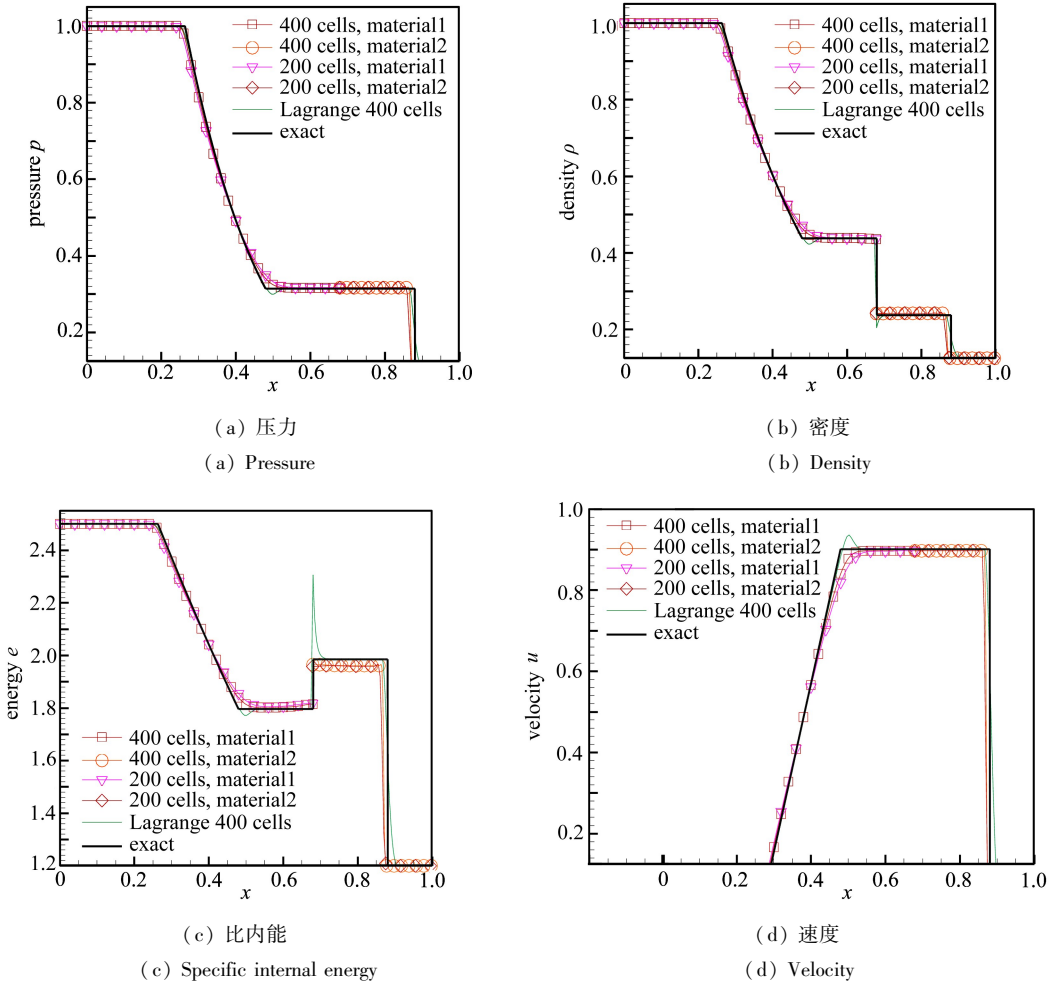 pressure p
1.0
0.8
0.6
0.4
0.2
400 cells, material1
400 cells, material2
200 cells, material1
200 cells, material2
Lagrange 400 cells
exact
0 0.2 0.4 0.6 0.8 1.0
x
(a) 压力
(a) Pressure
density ρ
1.0
0.8
0.6
0.4
0.2
400 cells, material1
400 cells, material2
200 cells, material1
200 cells, material2
Lagrange 400 cells
exact
0 0.2 0.4 0.6 0.8 1.0
x
(b) 密度
(b) Density
energy e
2.4
2.2
2.0
1.8
1.6
1.4
1.2
400 cells, material1
400 cells, material2
200 cells, material1
200 cells, material2
Lagrange 400 cells
exact
0 0.2 0.4 0.6 0.8 1.0
x
(c) 比内能
(c) Specific internal energy
velocity u
1.0
0.8
0.6
0.4
0.2
400 cells, material1
400 cells, material2
200 cells, material1
200 cells, material2
Lagrange 400 cells
exact
0 0.2 0.4 0.6 0.8 1.0
x
(d) 速度
(d) Velocity